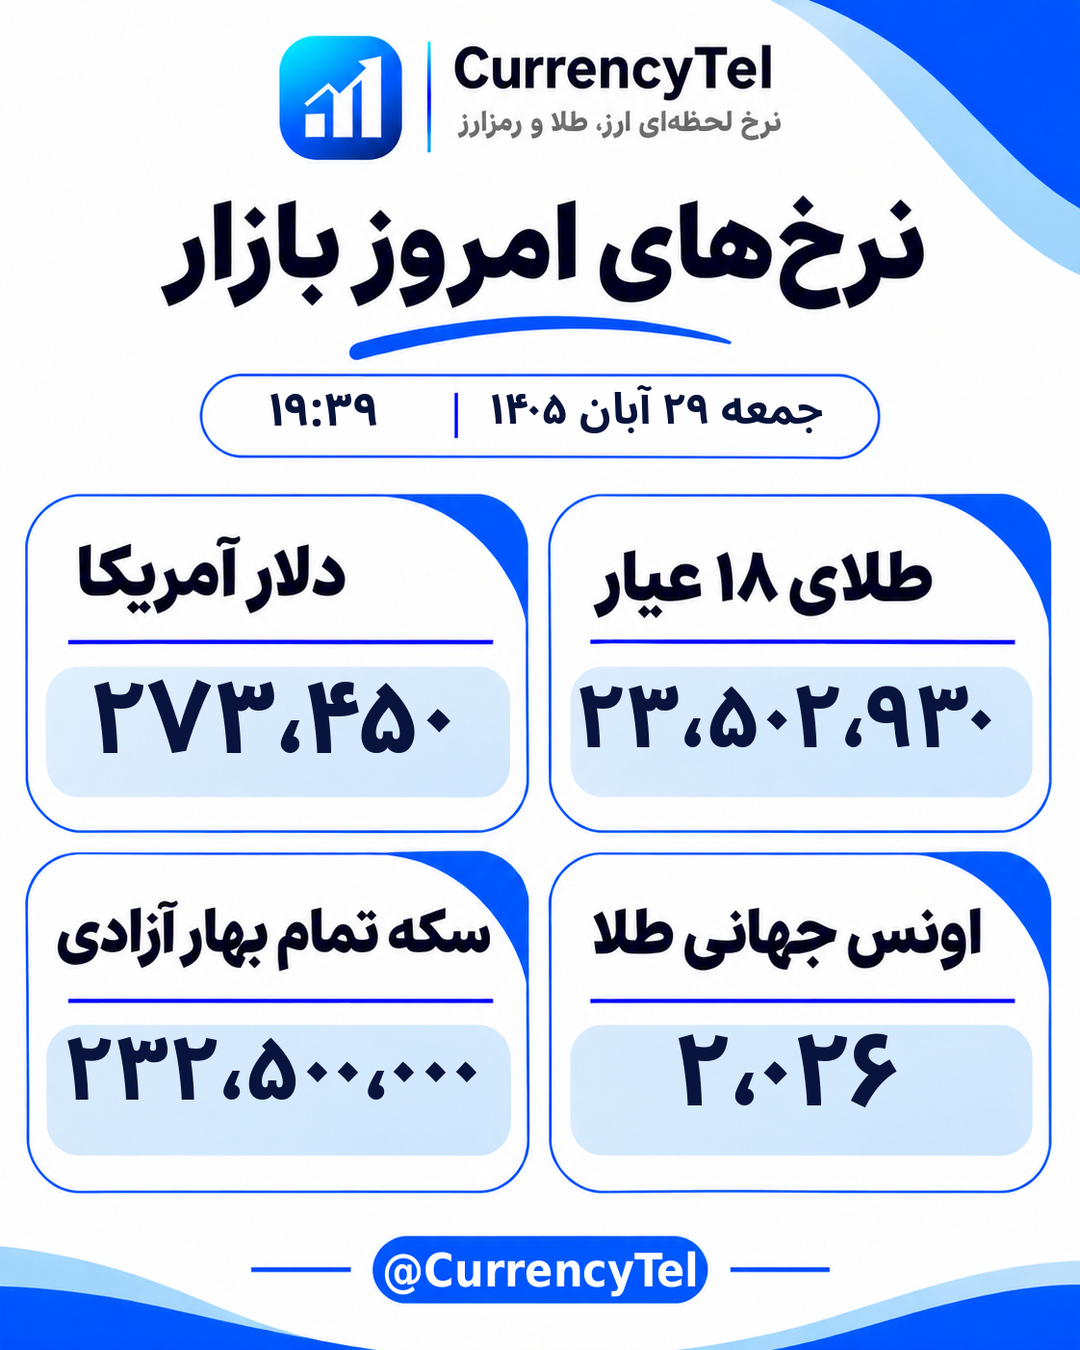 CurrencyTel
نرخ لحظه‌ای ارز، طلا و رمزارز
نرخ‌های امروز بازار
جمعه ۲۹ آبان ۱۴۰۵ | ۱۹:۳۹
طلای ۱۸ عیار
۲۳،۵۰۲،۹۳۰
دلار آمریکا
۲۷۳،۴۵۰
اونس جهانی طلا
۲،۰۲۶
سکه تمام بهار آزادی
۲۳۲،۵۰۰،۰۰۰
@CurrencyTel